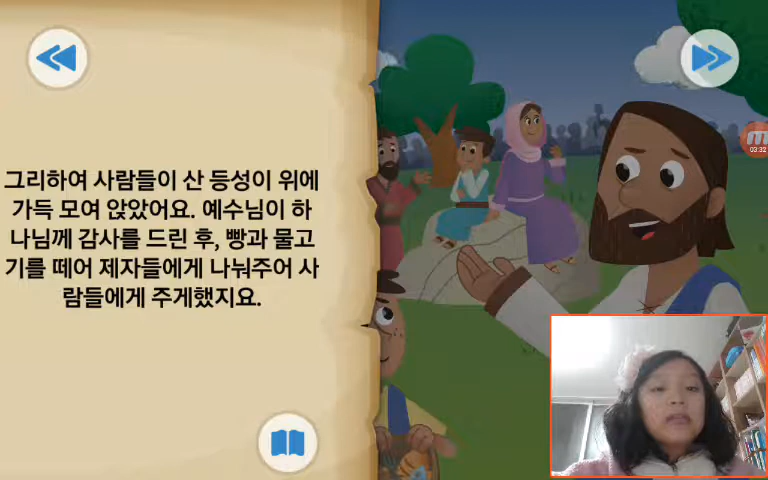 그리하여 사람들이 산 등성이 위에
가득 모여 앉았어요. 예수님이 하
나님께 감사를 드린 후, 빵과 물고
기를 떼어 제자들에게 나눠주어 사
람들에게 주게했지요.
03:32